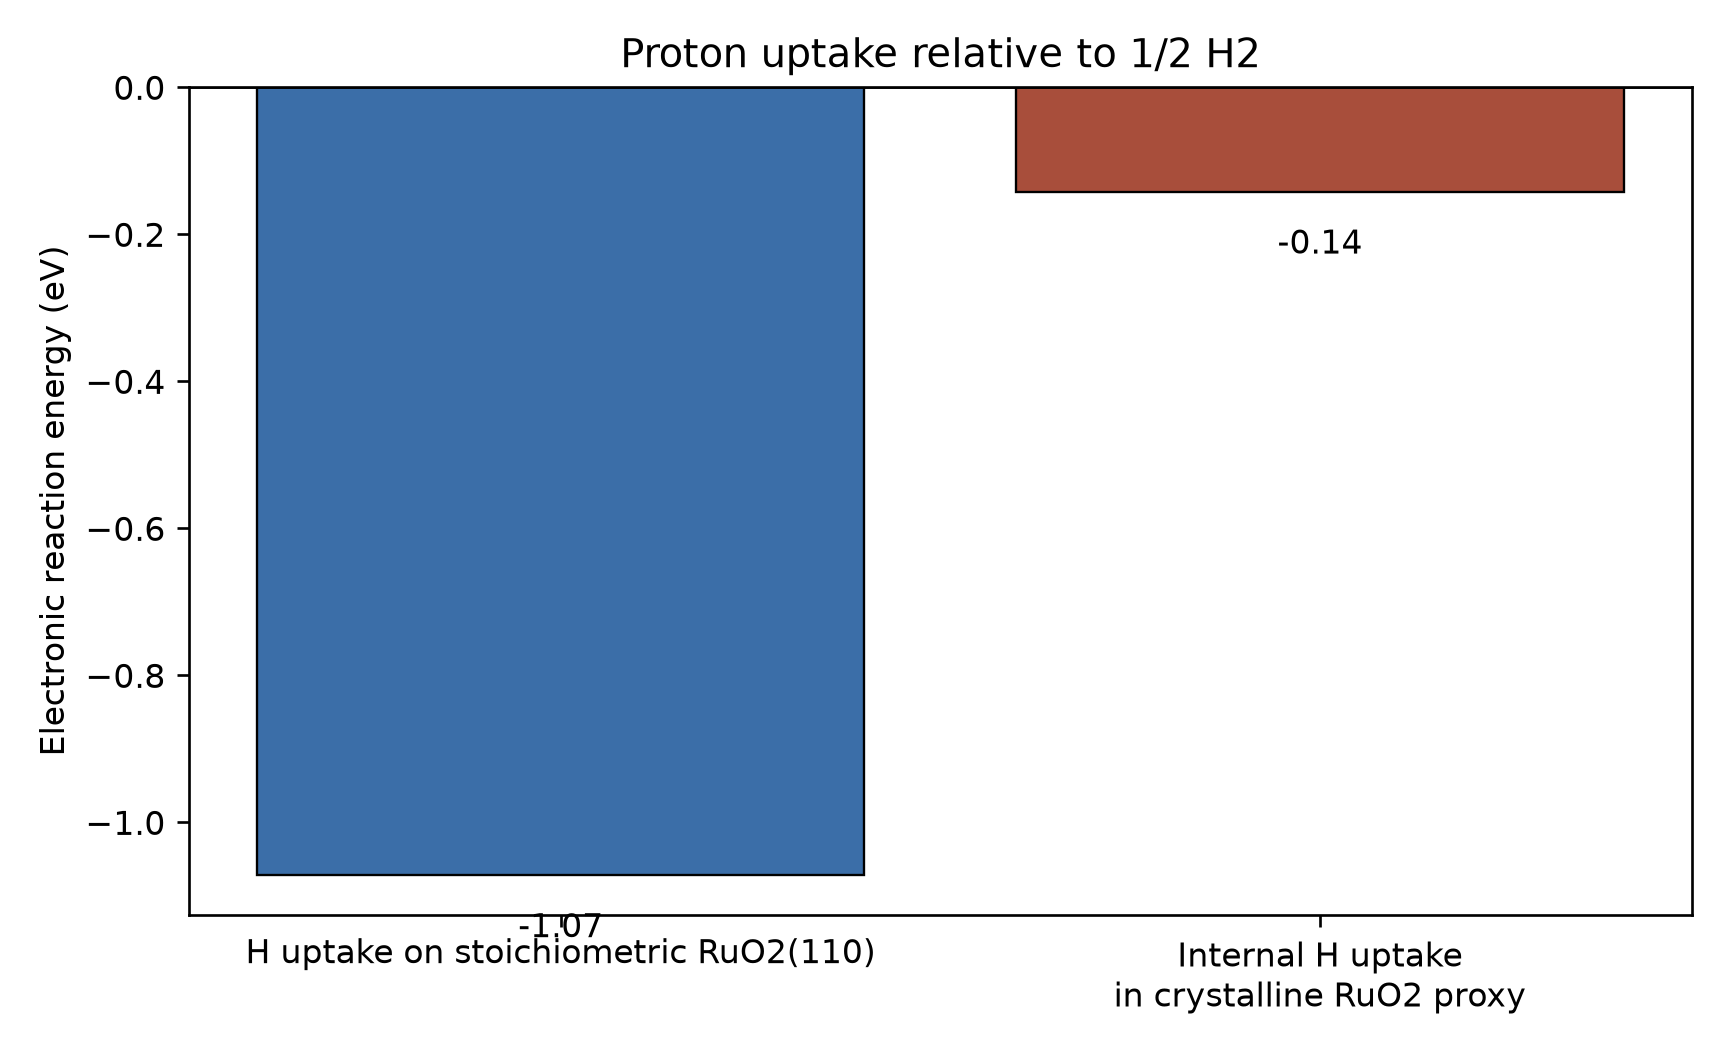 Proton uptake relative to 1/2 H2
Electronic reaction energy (eV)
0.0
−0.2
−0.4
−0.6
−0.8
−1.0
-0.14
-1.07
H uptake on stoichiometric RuO2(110)
Internal H uptake
in crystalline RuO2 proxy